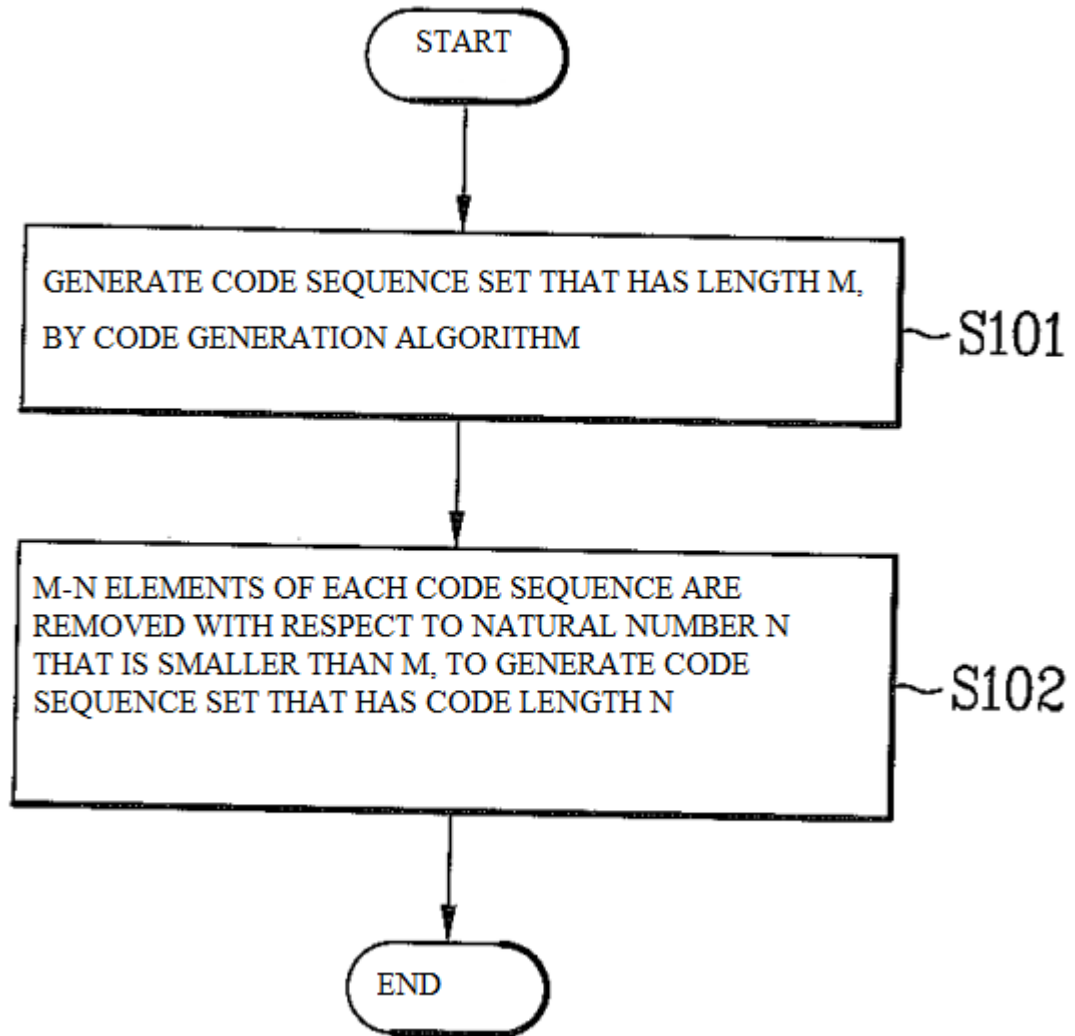 START
GENERATE CODE SEQUENCE SET THAT HAS LENGTH M,
BY CODE GENERATION ALGORITHM
S101
M-N ELEMENTS OF EACH CODE SEQUENCE ARE
REMOVED WITH RESPECT TO NATURAL NUMBER N
THAT IS SMALLER THAN M, TO GENERATE CODE
SEQUENCE SET THAT HAS CODE LENGTH N
S102
END